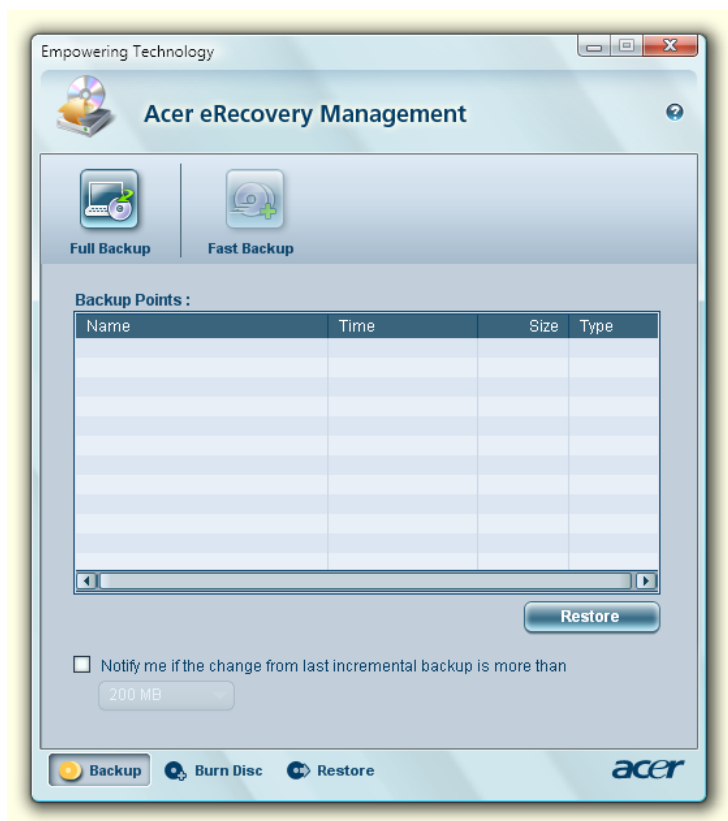 Empowering Technology
Acer eRecovery Management
Full Backup
Fast Backup
Backup Points :
Name Time Size Type
Restore
Notify me if the change from last incremental backup is more than
200 MB
Backup Burn Disc Restore acer